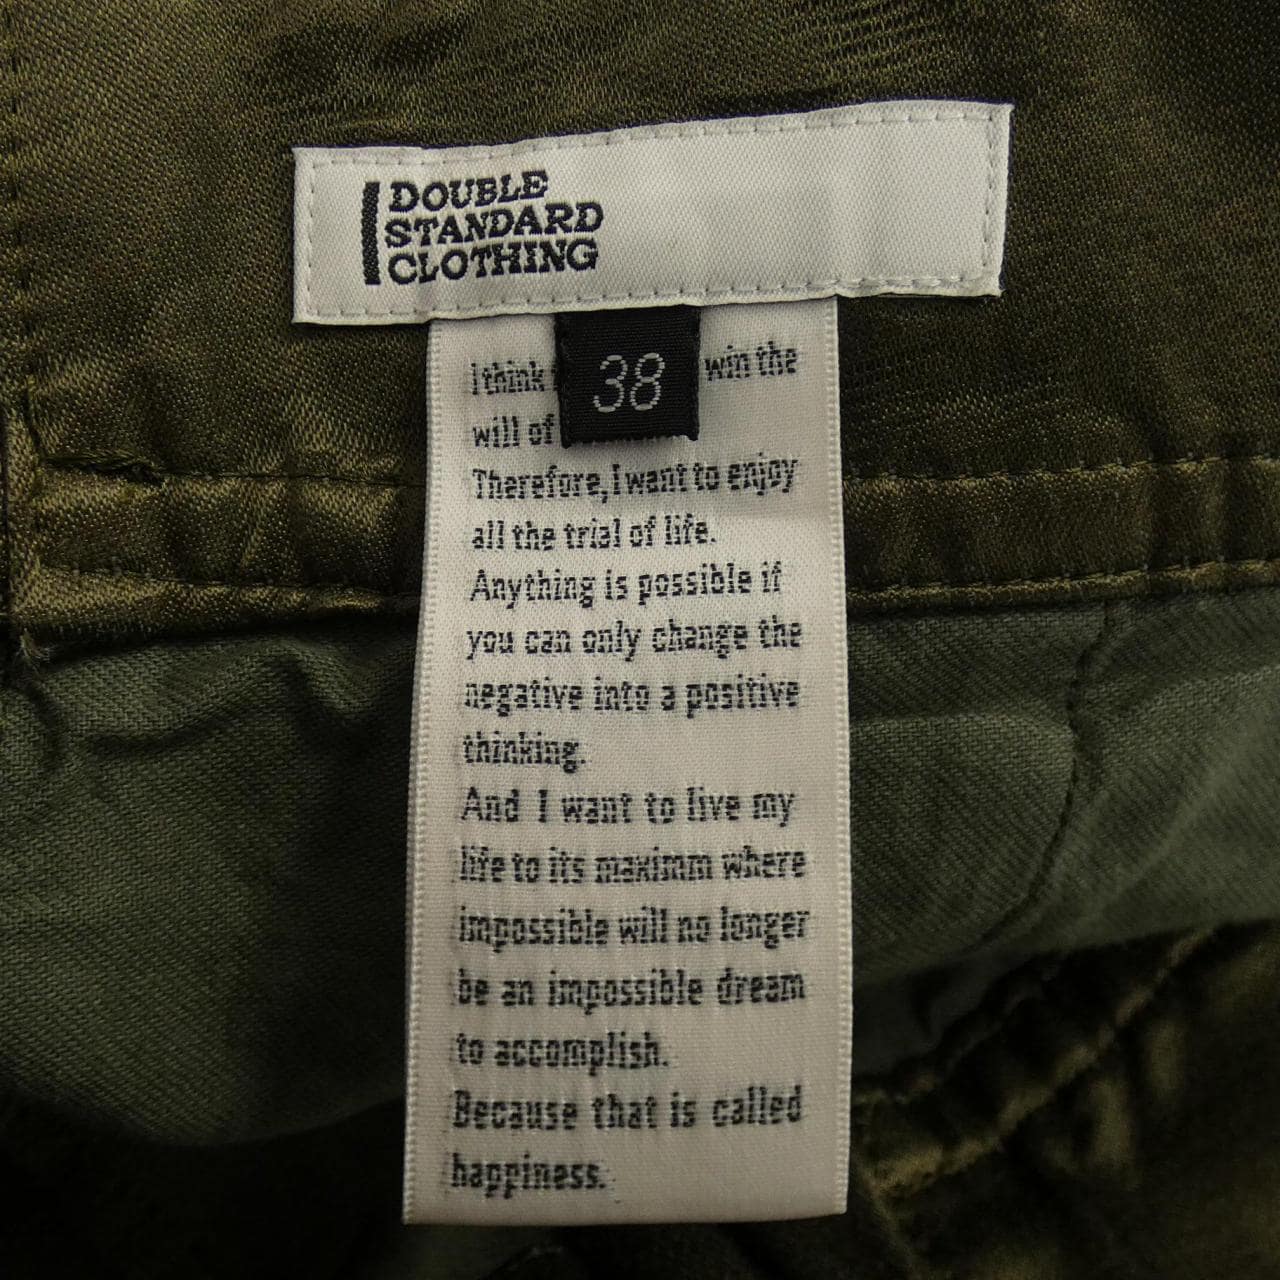 DOUBLE
STANDARD
CLOTHING
38
I think win the
will of
Therefore, I want to enjoy
all the trial of life.
Anything is possible if
you can only change the
negative into a positive
thinking.
And I want to live my
life to its maximm where
impossible will no longer
be an impossible dream
to accomplish.
Because that is called
happiness.